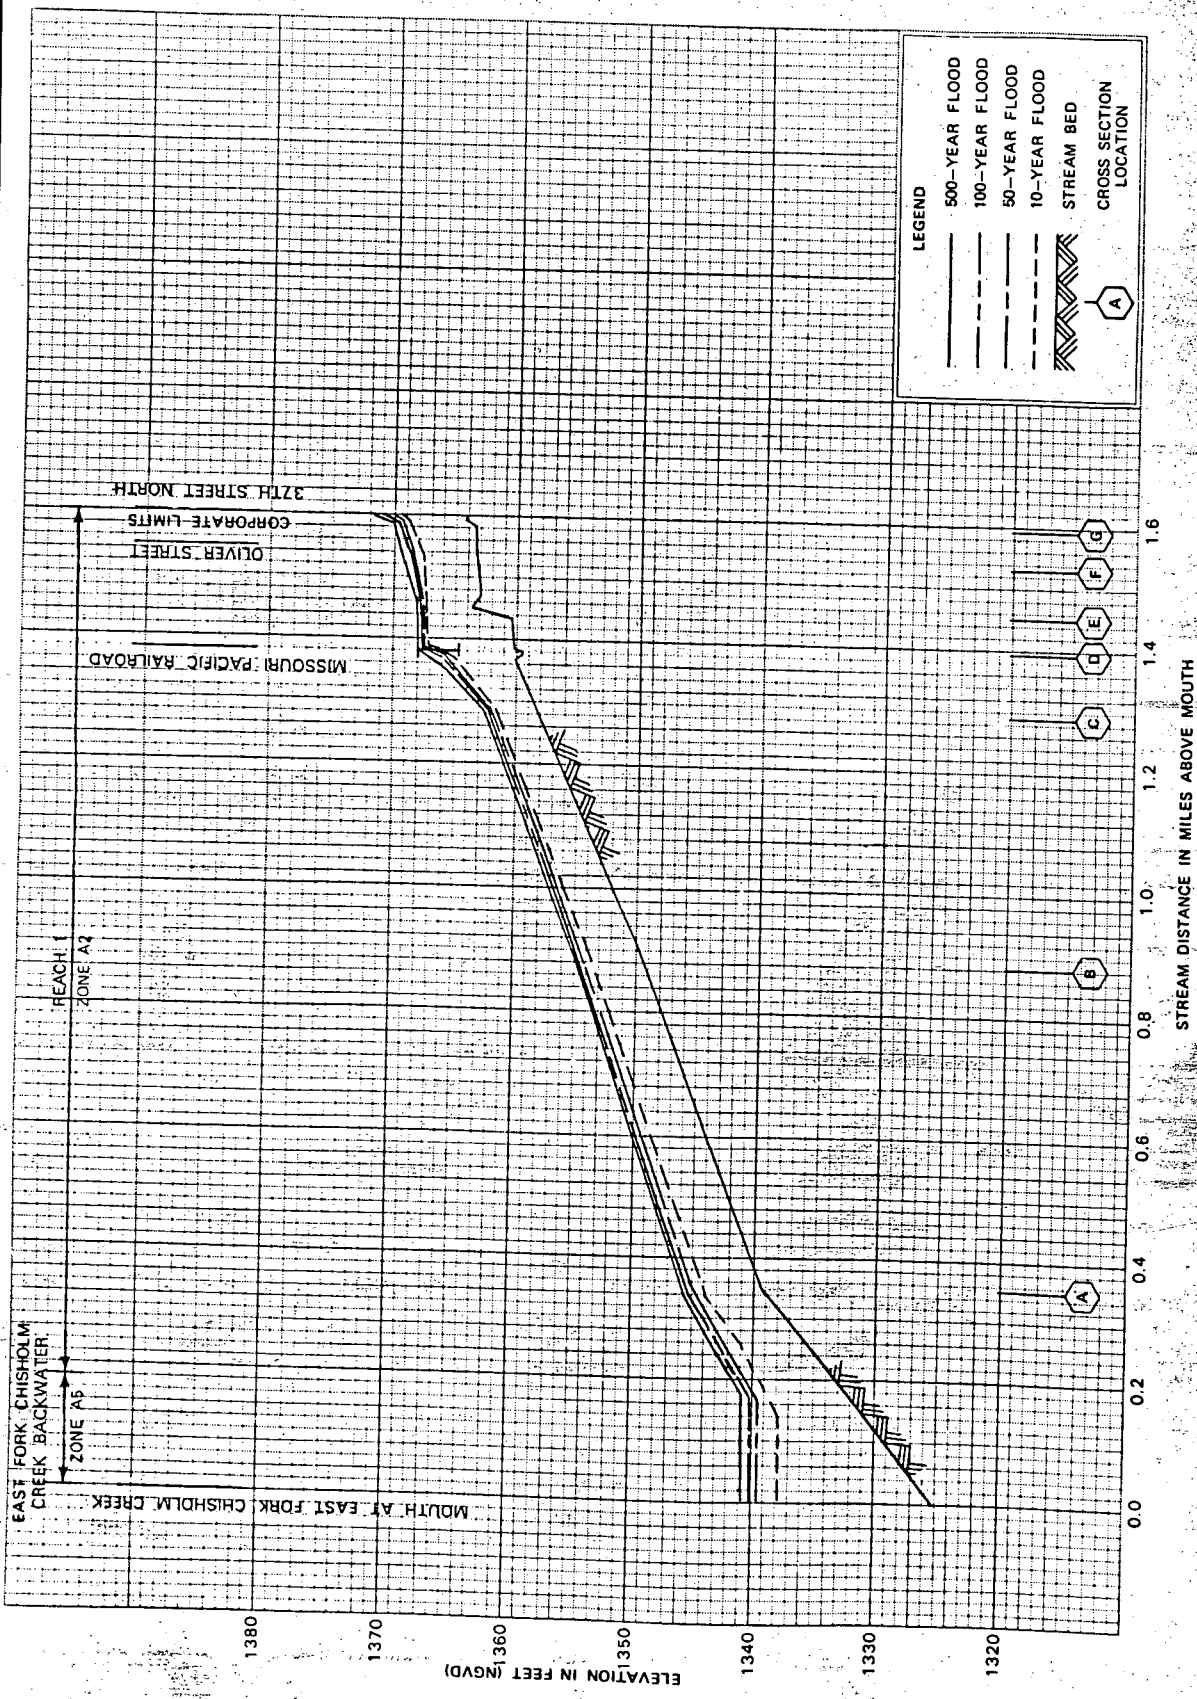 EAST FORK CHISHOLM
CREEK BACKWATER
ZONE A5
REACH 1
ZONE A2
MOUTH AT EAST FORK CHISHOLM CREEK
MISSOURI PACIFIC RAILROAD
OLIVER STREET
CORPORATE LIMITS
37TH STREET NORTH
ELEVATION IN FEET (NGVD)
1380
1370
1360
1350
1340
1330
1320
LEGEND
500-YEAR FLOOD
100-YEAR FLOOD
50-YEAR FLOOD
10-YEAR FLOOD
STREAM BED
A
CROSS SECTION
LOCATION
A
B
C
D
E
F
G
0.0
0.2
0.4
0.6
0.8
1.0
1.2
1.4
1.6
STREAM DISTANCE IN MILES ABOVE MOUTH